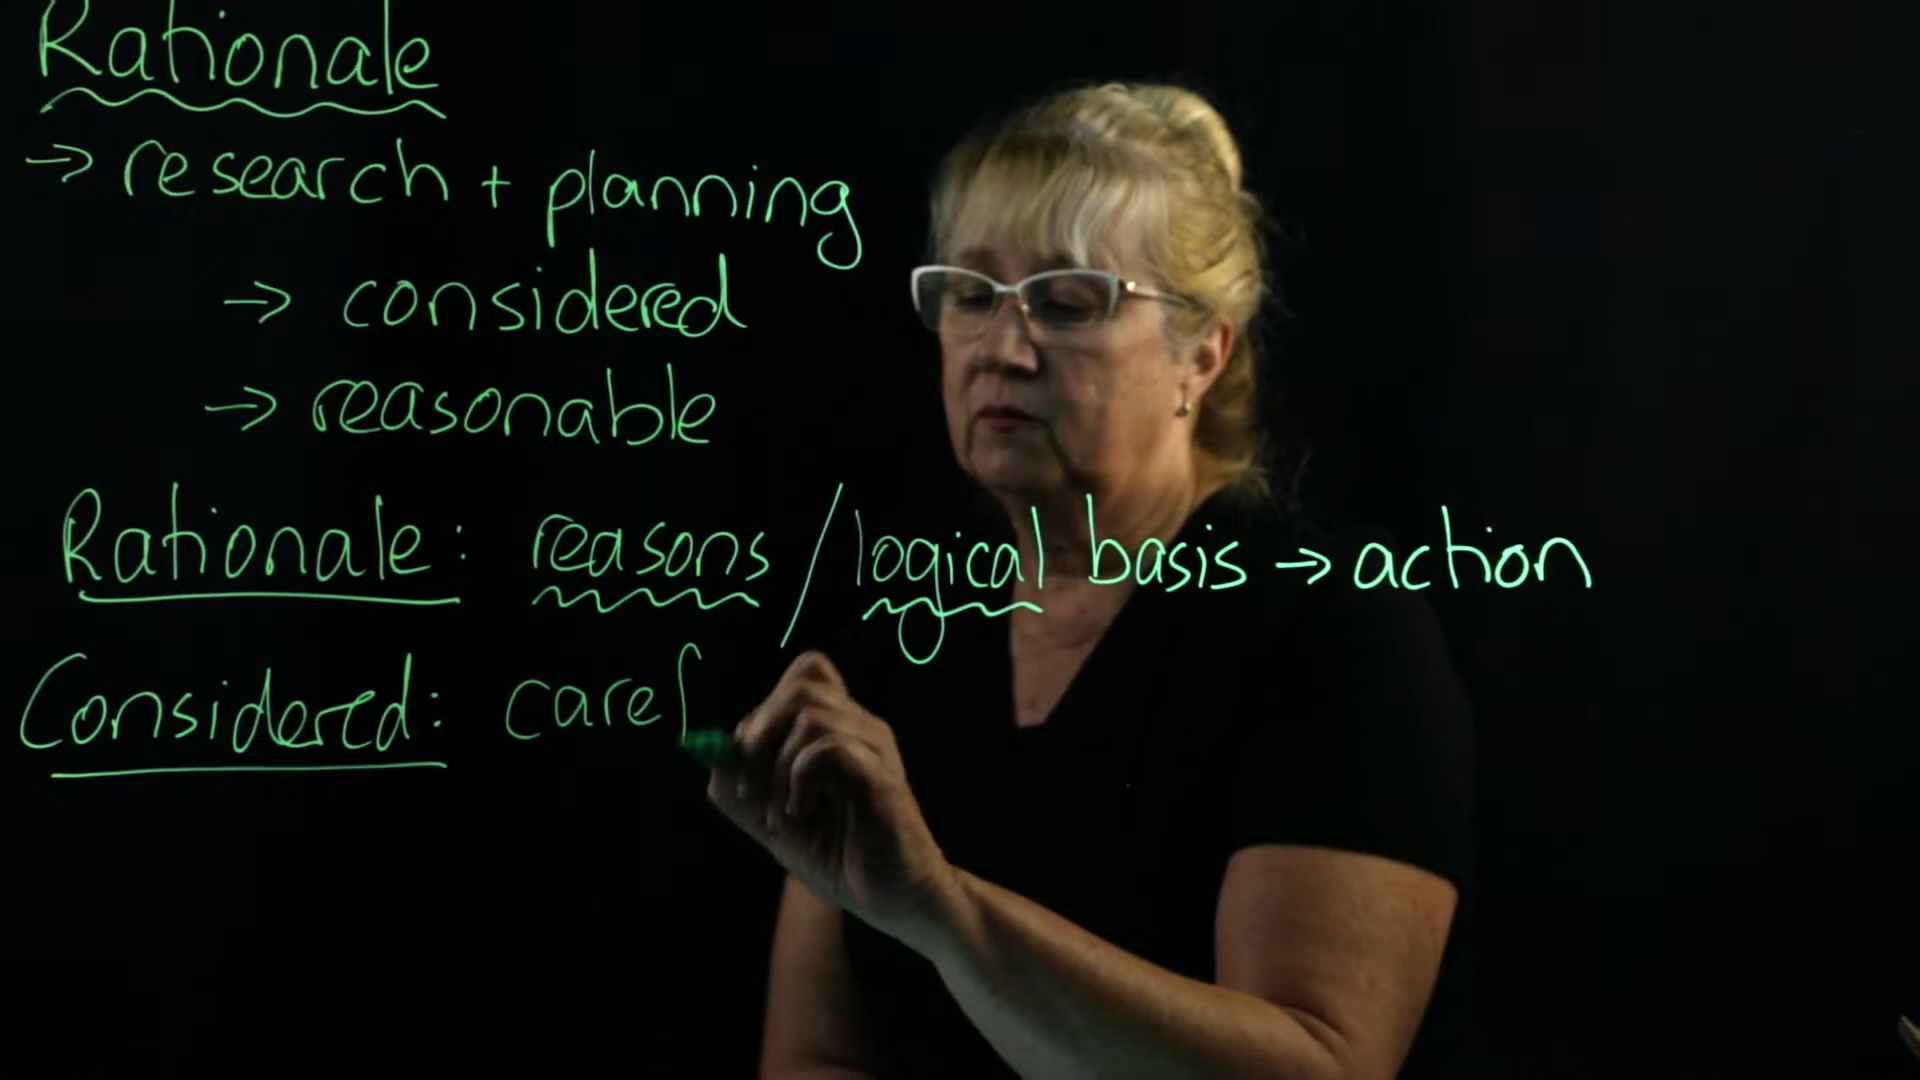 Rationale
→ research + planning
→ considered
→ reasonable
Rationale: reasons / logical basis → action
Considered: caref